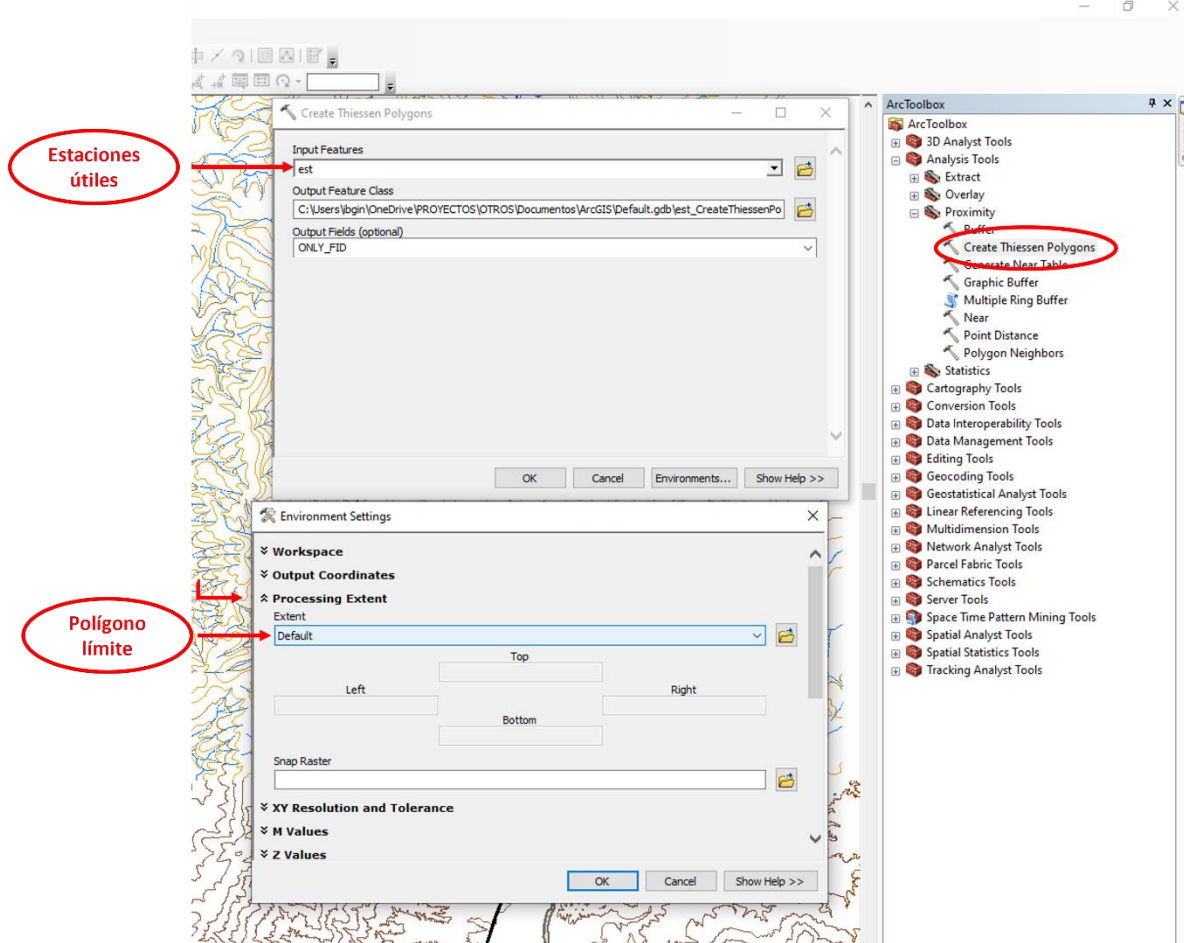 Estaciones
útiles
Create Thiessen Polygons
Input Features
est
Output Feature Class
C:\Users\bgin\OneDrive\PROYECTOS\OTROS\Documentos\ArcGIS\Default.gdb\est_CreateThiessenPo
Output Fields (optional)
ONLY_FID
OK
Cancel
Environments...
Show Help >>
Polígono
límite
Environment Settings
Workspace
Output Coordinates
Processing Extent
Extent
Default
Top
Left
Right
Bottom
Snap Raster
XY Resolution and Tolerance
M Values
Z Values
OK
Cancel
Show Help >>
ArcToolbox
ArcToolbox
3D Analyst Tools
Analysis Tools
Extract
Overlay
Proximity
Buffer
Create Thiessen Polygons
Generate Near Table
Graphic Buffer
Multiple Ring Buffer
Near
Point Distance
Polygon Neighbors
Statistics
Cartography Tools
Conversion Tools
Data Interoperability Tools
Data Management Tools
Editing Tools
Geocoding Tools
Geostatistical Analyst Tools
Linear Referencing Tools
Multidimension Tools
Network Analyst Tools
Parcel Fabric Tools
Schematics Tools
Server Tools
Space Time Pattern Mining Tools
Spatial Analyst Tools
Spatial Statistics Tools
Tracking Analyst Tools